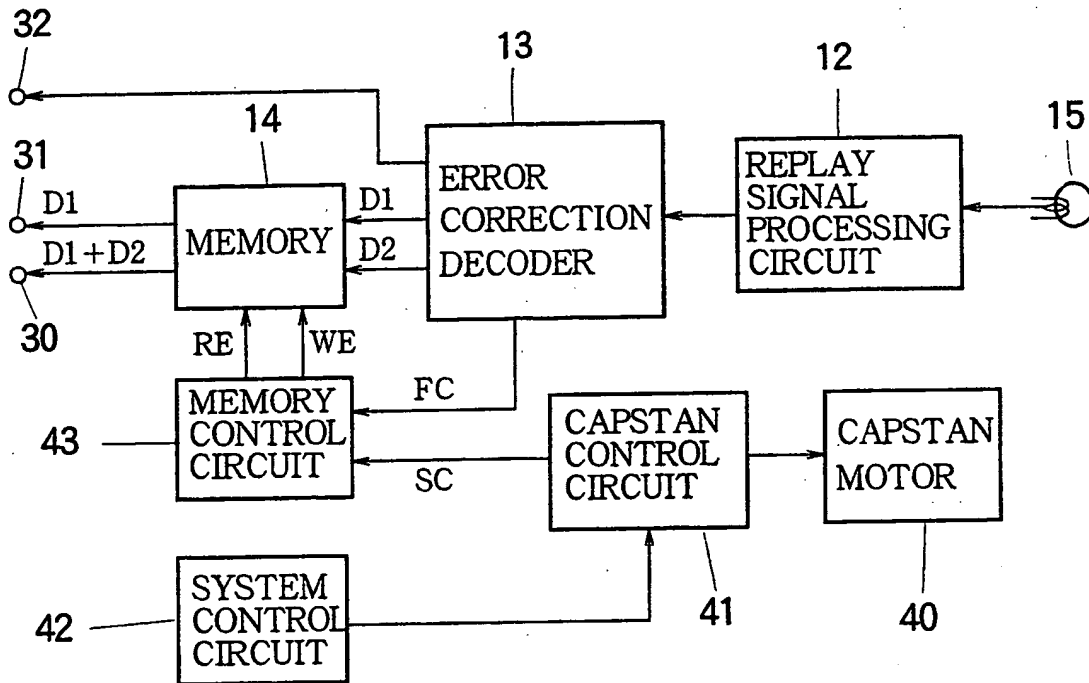 32
13
12
15
14
31
D1
D1+D2
30
MEMORY
D1
D2
ERROR
CORRECTION
DECODER
REPLAY
SIGNAL
PROCESSING
CIRCUIT
RE
WE
FC
SC
43
MEMORY
CONTROL
CIRCUIT
CAPSTAN
CONTROL
CIRCUIT
CAPSTAN
MOTOR
42
SYSTEM
CONTROL
CIRCUIT
41
40